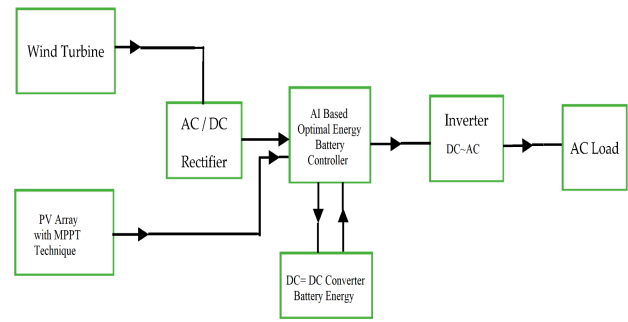 Wind Turbine
AC / DC
Rectifier
PV Array
with MPPT
Technique
AI Based
Optimal Energy
Battery
Controller
DC= DC Converter
Battery Energy
Inverter
DC~AC
AC Load